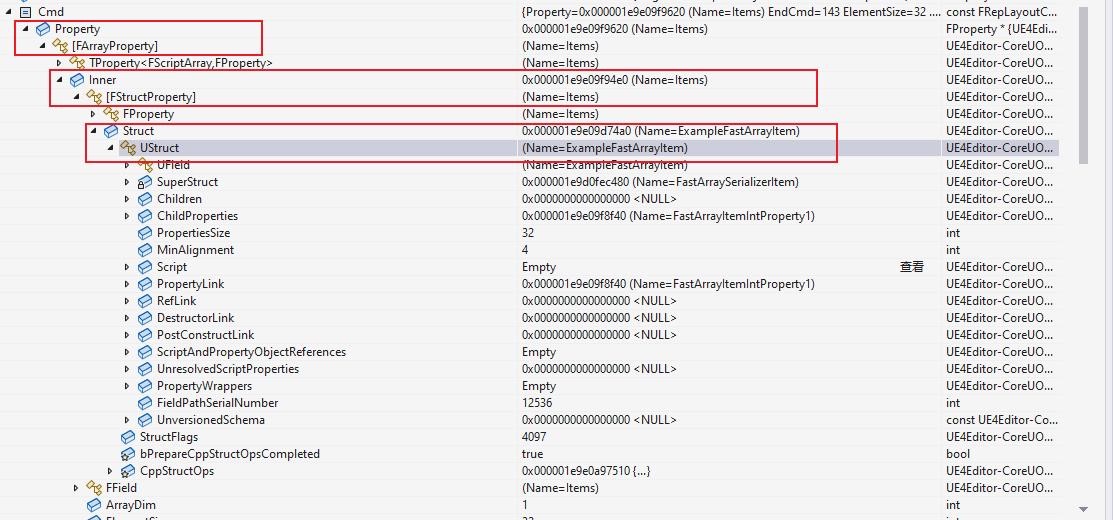 Cmd {Property=0x000001e9e09f9620 (Name=Items) EndCmd=143 ElementSize=32 .... const FRepLayoutC...
Property 0x000001e9e09f9620 (Name=Items) FProperty * {UE4Edi...
[FArrayProperty] (Name=Items) UE4Editor-CoreUO...
TProperty<FScriptArray,FProperty> (Name=Items) UE4Editor-CoreUO...
Inner 0x000001e9e09f94e0 (Name=Items) UE4Editor-CoreUO...
[FStructProperty] (Name=Items) UE4Editor-CoreUO...
FProperty (Name=Items) UE4Editor-CoreUO...
Struct 0x000001e9e09d74a0 (Name=ExampleFastArrayItem) UE4Editor-CoreUO...
UStruct (Name=ExampleFastArrayItem) UE4Editor-CoreUO...
UField (Name=ExampleFastArrayItem) UE4Editor-CoreUO...
SuperStruct 0x000001e9d0fec480 (Name=FastArraySerializerItem) UE4Editor-CoreUO...
Children 0x0000000000000000 <NULL> UE4Editor-CoreUO...
ChildProperties 0x000001e9e09f8f40 (Name=FastArrayItemIntProperty1) UE4Editor-CoreUO...
PropertiesSize 32 int
MinAlignment 4 int
Script Empty 查看 UE4Editor-CoreUO...
PropertyLink 0x000001e9e09f8f40 (Name=FastArrayItemIntProperty1) UE4Editor-CoreUO...
RefLink 0x0000000000000000 <NULL> UE4Editor-CoreUO...
DestructorLink 0x0000000000000000 <NULL> UE4Editor-CoreUO...
PostConstructLink 0x0000000000000000 <NULL> UE4Editor-CoreUO...
ScriptAndPropertyObjectReferences Empty UE4Editor-CoreUO...
UnresolvedScriptProperties 0x0000000000000000 <NULL> UE4Editor-CoreUO...
PropertyWrappers Empty UE4Editor-CoreUO...
FieldPathSerialNumber 12536 int
UnversionedSchema 0x0000000000000000 <NULL> const UE4Editor-Co...
StructFlags 4097 UE4Editor-CoreUO...
bPrepareCppStructOpsCompleted true bool
CppStructOps 0x000001e9e0a97510 {...} UE4Editor-CoreUO...
FField (Name=Items) UE4Editor-CoreUO...
ArrayDim 1 int